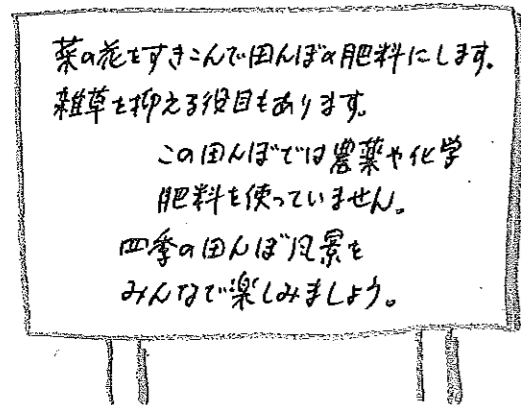 菜の花をすきこんで田んぼの肥料にします。
雑草を抑える役目もあります。
この田んぼでは農薬や化学
肥料を使っていません。
四季の田んぼ風景を
みんなで楽しみましょう。